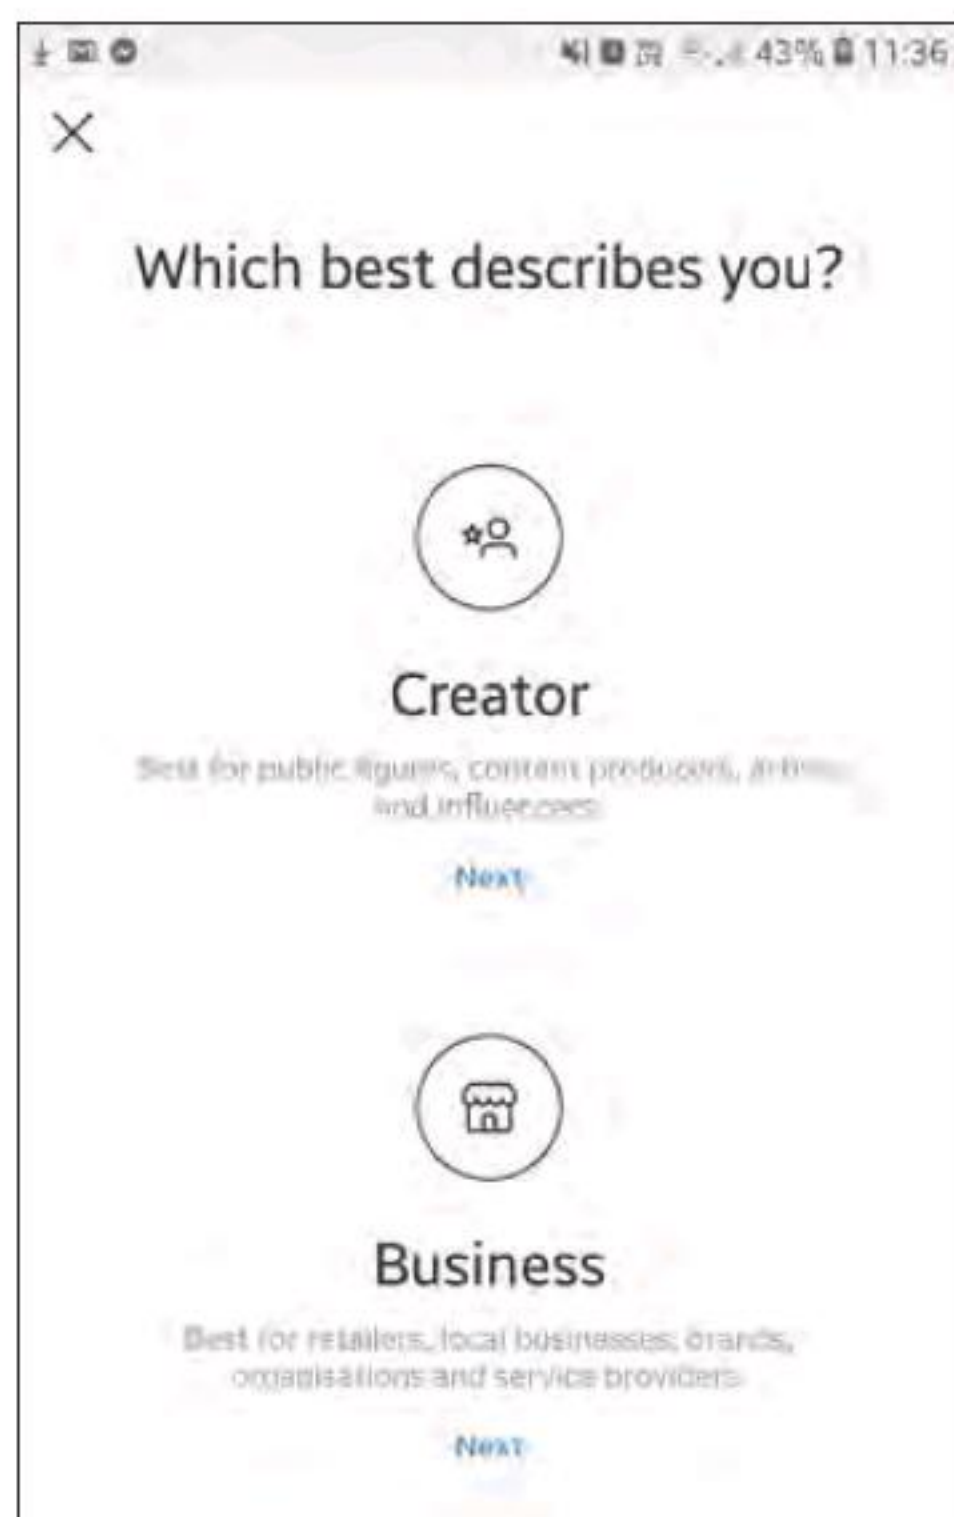 43% 11:36
Which best describes you?
Creator
Best for public figures, content producers, artists
and influencers
Next
Business
Best for retailers, local businesses, brands,
organisations and service providers
Next